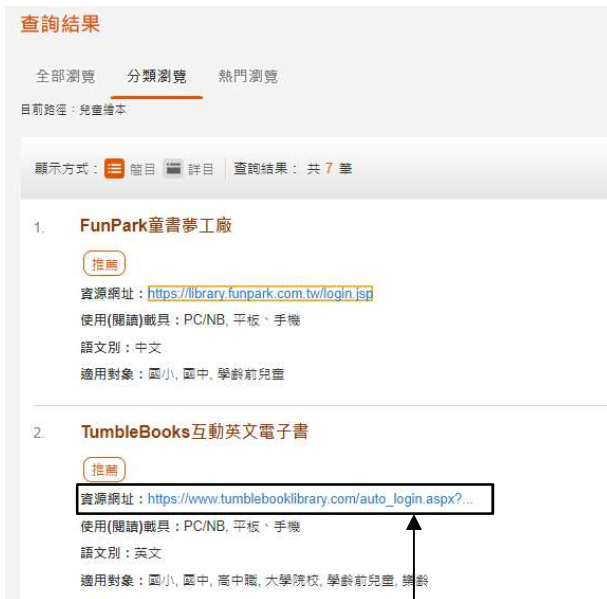 查詢結果
全部瀏覽 分類瀏覽 熱門瀏覽
目前路徑：兒童繪本
顯示方式： 簡目 詳目 查詢結果： 共 7 筆
1. FunPark童書夢工廠
推薦
資源網址：https://library.funpark.com.tw/login.jsp
使用(閱讀)載具：PC/NB, 平板、手機
語文別：中文
適用對象：國小, 國中, 學齡前兒童
2. TumbleBooks互動英文電子書
推薦
資源網址：https://www.tumblebooklibrary.com/auto_login.aspx?...
使用(閱讀)載具：PC/NB, 平板、手機
語文別：英文
適用對象：國小, 國中, 高中職, 大學院校, 學齡前兒童, 樂齡